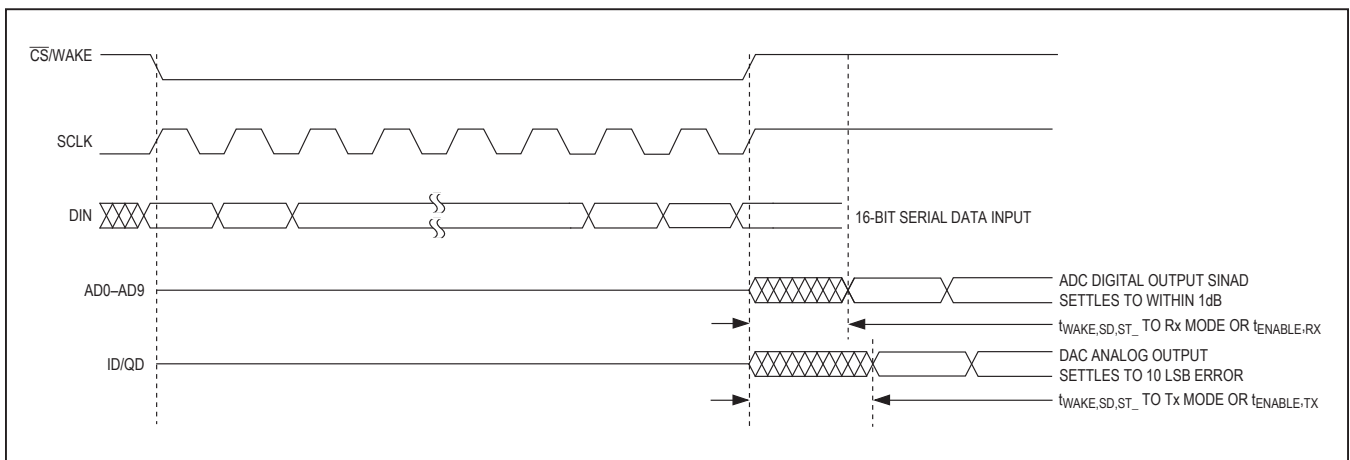 C̅S̅/WAKE
SCLK
DIN
16-BIT SERIAL DATA INPUT
AD0–AD9
ADC DIGITAL OUTPUT SINAD
SETTLES TO WITHIN 1dB
tWAKE,SD,ST_ TO Rx MODE OR tENABLE,RX
ID/QD
DAC ANALOG OUTPUT
SETTLES TO 10 LSB ERROR
tWAKE,SD,ST_ TO Tx MODE OR tENABLE,TX